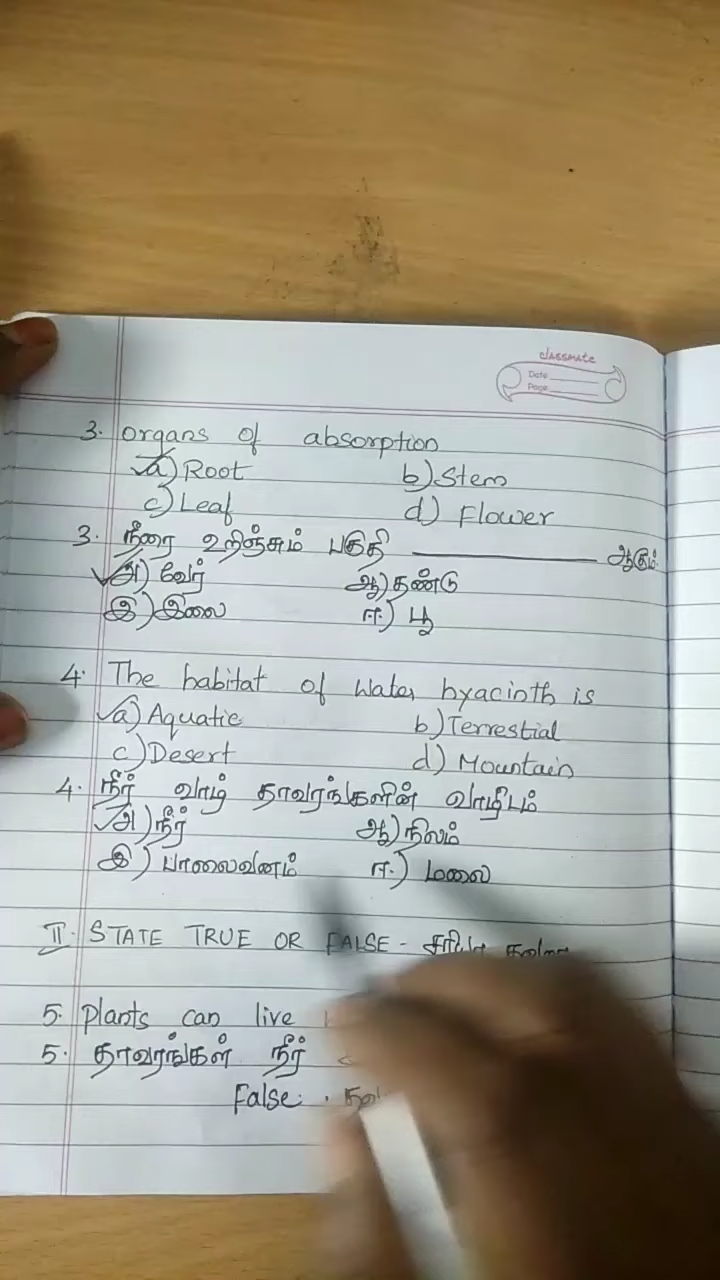 classmate
Date
Page
3. organs of absorption
a) Root b) Stem
c) Leaf d) Flower
3. நீரை உறிஞ்சும் பகுதி ______ ஆகும்.
அ) வேர் ஆ) தண்டு
இ) இலை ஈ) பூ
4. The habitat of water hyacinth is
a) Aquatic b) Terrestial
c) Desert d) Mountain
4. நீர் வாழ் தாவரங்களின் வாழிடம்
அ) நீர் ஆ) நிலம்
இ) பாலைவனம் ஈ) மலை
II. STATE TRUE OR FALSE -
5. Plants can live
5. தாவரங்கள் நீர்
False.